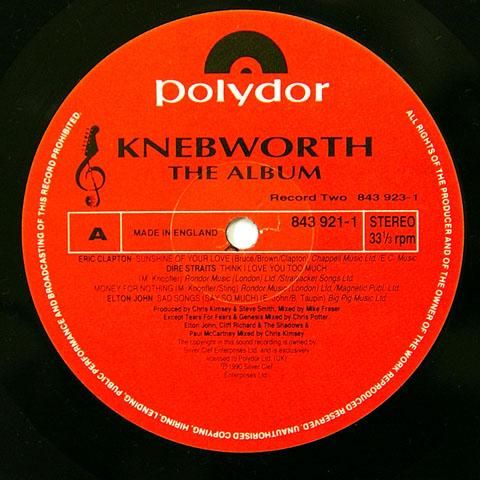 polydor
KNEBWORTH
THE ALBUM
Record Two 843 923-1
A
MADE IN ENGLAND
843 921-1
STEREO
33⅓ rpm
ERIC CLAPTON SUNSHINE OF YOUR LOVE (Bruce/Brown/Clapton) Chappell Music Ltd./E.C. Music
DIRE STRAITS THINK I LOVE YOU TOO MUCH
(M. Knopfler) Rondor Music (London) Ltd./Straitjacket Songs Ltd.
MONEY FOR NOTHING (M. Knopfler/Sting) Rondor Music (London) Ltd./Magnetic Publ. Ltd.
ELTON JOHN SAD SONGS (SAY SO MUCH) (E. John/B. Taupin) Big Pig Music Ltd.
Produced by Chris Kimsey & Steve Smith, Mixed by Mike Fraser
Except Tears For Fears & Genesis Mixed by Chris Potter.
Elton John, Cliff Richard & The Shadows &
Paul McCartney Mixed by Chris Kimsey
The copyright in this sound recording is owned by
Silver Clef Enterprises Ltd. and is exclusively
licensed to Polydor Ltd. (UK)
℗1990 Silver Clef
Enterprises Ltd.
ALL RIGHTS OF THE PRODUCER AND OF THE OWNER OF THE WORK REPRODUCED RESERVED. UNAUTHORISED COPYING, HIRING, LENDING, PUBLIC PERFORMANCE AND BROADCASTING OF THIS RECORD PROHIBITED.